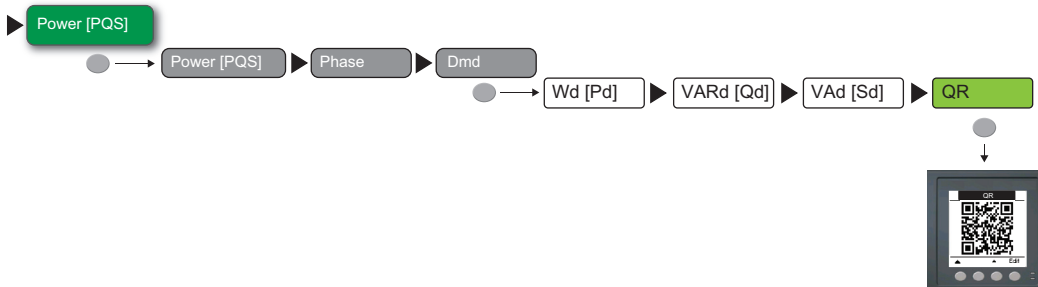 Power [PQS]
Power [PQS] Phase Dmd
Wd [Pd] VARd [Qd] VAd [Sd] QR
QR
Edit